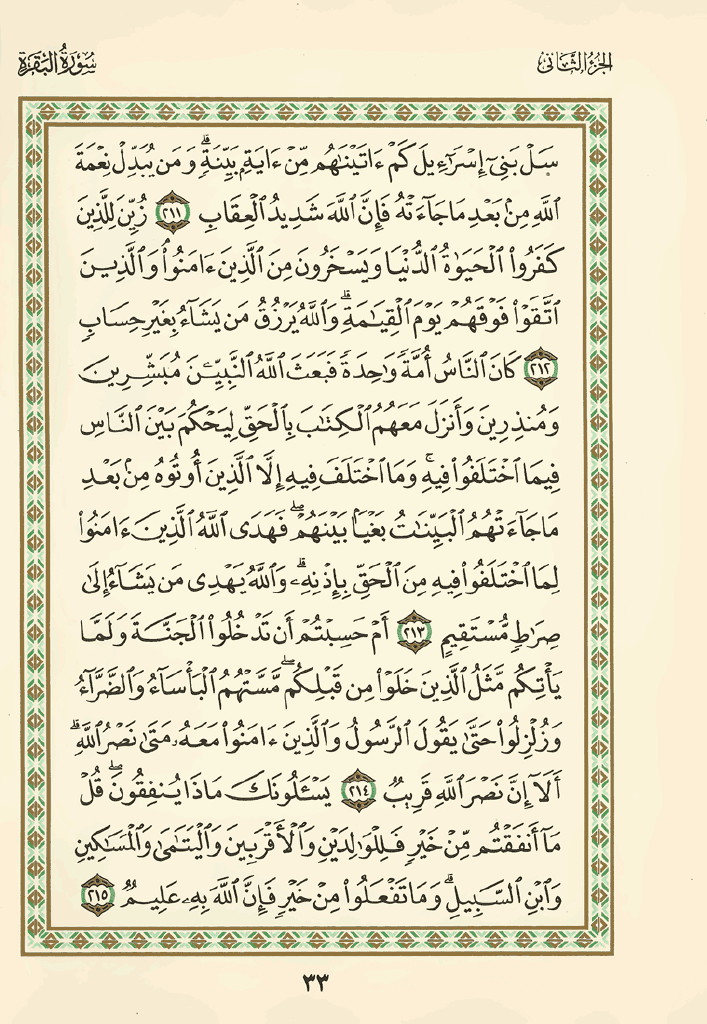 الجزء الثاني
سورة البقرة
سَلْ بَنِىٓ إِسْرَٰٓءِيلَ كَمْ ءَاتَيْنَٰهُم مِّنْ ءَايَةٍۭ بَيِّنَةٍۗ وَمَن يُبَدِّلْ نِعْمَةَ
ٱللَّهِ مِنۢ بَعْدِ مَا جَآءَتْهُ فَإِنَّ ٱللَّهَ شَدِيدُ ٱلْعِقَابِ ٢١١ زُيِّنَ لِلَّذِينَ
كَفَرُوا۟ ٱلْحَيَوٰةُ ٱلدُّنْيَا وَيَسْخَرُونَ مِنَ ٱلَّذِينَ ءَامَنُوا۟ وَٱلَّذِينَ
ٱتَّقَوْا۟ فَوْقَهُمْ يَوْمَ ٱلْقِيَٰمَةِۗ وَٱللَّهُ يَرْزُقُ مَن يَشَآءُ بِغَيْرِ حِسَابٍ
٢١٢ كَانَ ٱلنَّاسُ أُمَّةً وَٰحِدَةً فَبَعَثَ ٱللَّهُ ٱلنَّبِيِّۦنَ مُبَشِّرِينَ
وَمُنذِرِينَ وَأَنزَلَ مَعَهُمُ ٱلْكِتَٰبَ بِٱلْحَقِّ لِيَحْكُمَ بَيْنَ ٱلنَّاسِ
فِيمَا ٱخْتَلَفُوا۟ فِيهِۚ وَمَا ٱخْتَلَفَ فِيهِ إِلَّا ٱلَّذِينَ أُوتُوهُ مِنۢ بَعْدِ
مَا جَآءَتْهُمُ ٱلْبَيِّنَٰتُ بَغْيًۢا بَيْنَهُمْۖ فَهَدَى ٱللَّهُ ٱلَّذِينَ ءَامَنُوا۟
لِمَا ٱخْتَلَفُوا۟ فِيهِ مِنَ ٱلْحَقِّ بِإِذْنِهِۦۗ وَٱللَّهُ يَهْدِى مَن يَشَآءُ إِلَىٰ
صِرَٰطٍ مُّسْتَقِيمٍ ٢١٣ أَمْ حَسِبْتُمْ أَن تَدْخُلُوا۟ ٱلْجَنَّةَ وَلَمَّا
يَأْتِكُم مَّثَلُ ٱلَّذِينَ خَلَوْا۟ مِن قَبْلِكُمۖ مَّسَّتْهُمُ ٱلْبَأْسَآءُ وَٱلضَّرَّآءُ
وَزُلْزِلُوا۟ حَتَّىٰ يَقُولَ ٱلرَّسُولُ وَٱلَّذِينَ ءَامَنُوا۟ مَعَهُۥ مَتَىٰ نَصْرُ ٱللَّهِۗ
أَلَآ إِنَّ نَصْرَ ٱللَّهِ قَرِيبٌ ٢١٤ يَسْـَٔلُونَكَ مَاذَا يُنفِقُونَۖ قُلْ
مَآ أَنفَقْتُم مِّنْ خَيْرٍ فَلِلْوَٰلِدَيْنِ وَٱلْأَقْرَبِينَ وَٱلْيَتَٰمَىٰ وَٱلْمَسَٰكِينِ
وَٱبْنِ ٱلسَّبِيلِۗ وَمَا تَفْعَلُوا۟ مِنْ خَيْرٍ فَإِنَّ ٱللَّهَ بِهِۦ عَلِيمٌ ٢١٥
٣٣